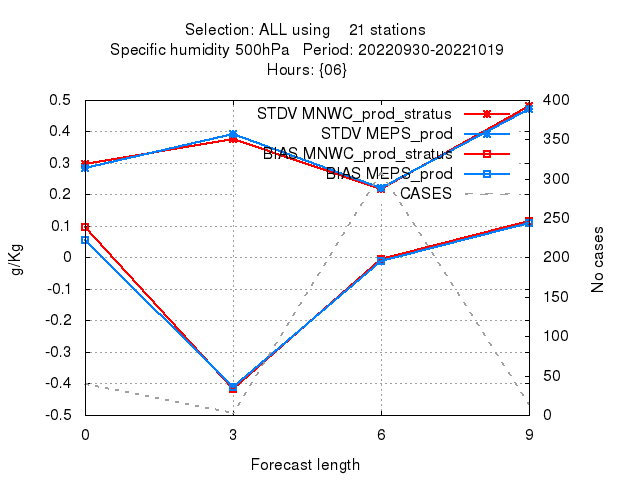 Selection: ALL using    21 stations
Specific humidity 500hPa   Period: 20220930-20221019
Hours: {06}
STDV MNWC_prod_stratus
STDV MEPS_prod
BIAS MNWC_prod_stratus
BIAS MEPS_prod
CASES
0.5
0.4
0.3
0.2
0.1
0
-0.1
-0.2
-0.3
-0.4
-0.5
g/Kg
400
350
300
250
200
150
100
50
0
No cases
0 3 6 9
Forecast length